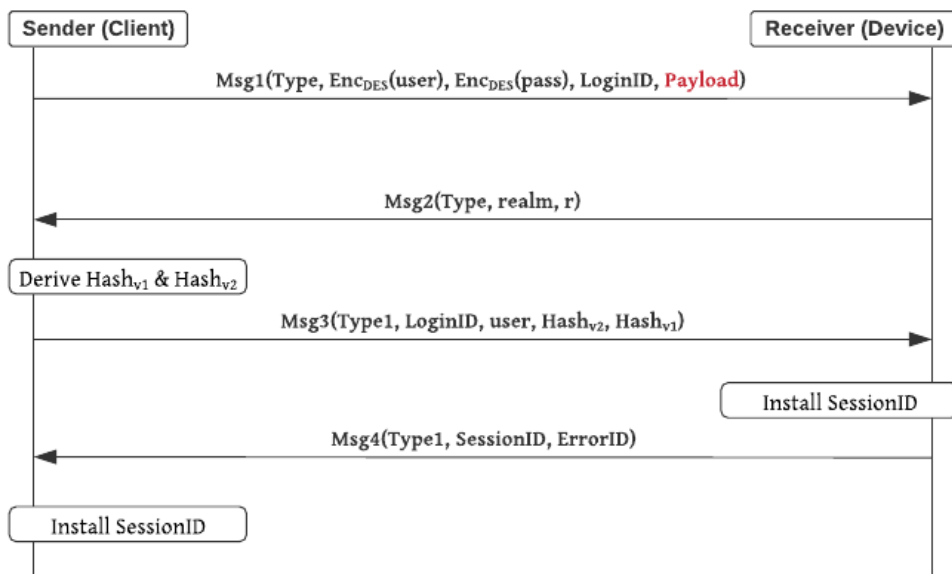 Sender (Client)
Receiver (Device)
Msg1(Type, EncDES(user), EncDES(pass), LoginID, Payload)
Msg2(Type, realm, r)
Derive Hashv1 & Hashv2
Msg3(Type1, LoginID, user, Hashv2, Hashv1)
Install SessionID
Msg4(Type1, SessionID, ErrorID)
Install SessionID